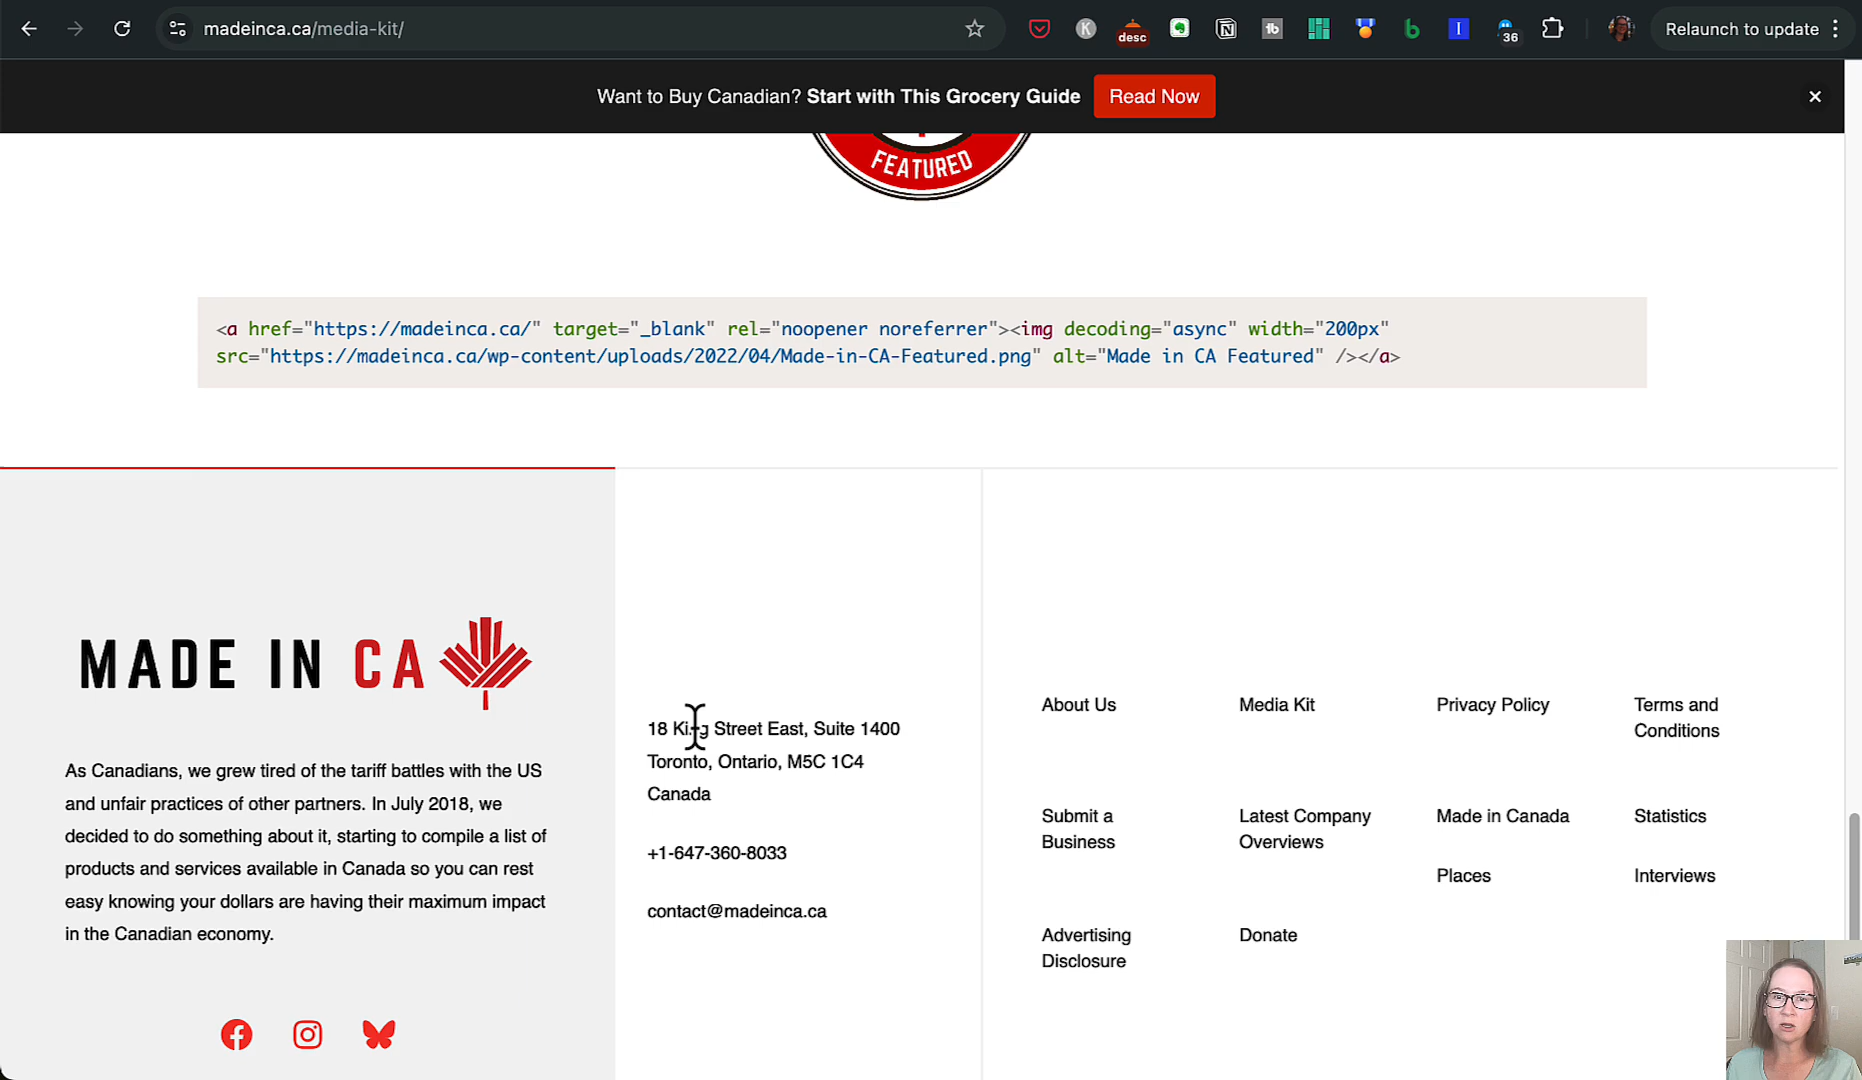 madeinca.ca/media-kit/
K
desc
N
tb
b
I
36
Relaunch to update
Want to Buy Canadian? Start with This Grocery Guide
Read Now
FEATURED
<a href="https://madeinca.ca/" target="_blank" rel="noopener noreferrer"><img decoding="async" width="200px"
src="https://madeinca.ca/wp-content/uploads/2022/04/Made-in-CA-Featured.png" alt="Made in CA Featured" /></a>
MADE IN CA
As Canadians, we grew tired of the tariff battles with the US
and unfair practices of other partners. In July 2018, we
decided to do something about it, starting to compile a list of
products and services available in Canada so you can rest
easy knowing your dollars are having their maximum impact
in the Canadian economy.
18 King Street East, Suite 1400
Toronto, Ontario, M5C 1C4
Canada
+1-647-360-8033
contact@madeinca.ca
About Us
Media Kit
Privacy Policy
Terms and
Conditions
Submit a
Business
Latest Company
Overviews
Made in Canada
Statistics
Places
Interviews
Advertising
Disclosure
Donate